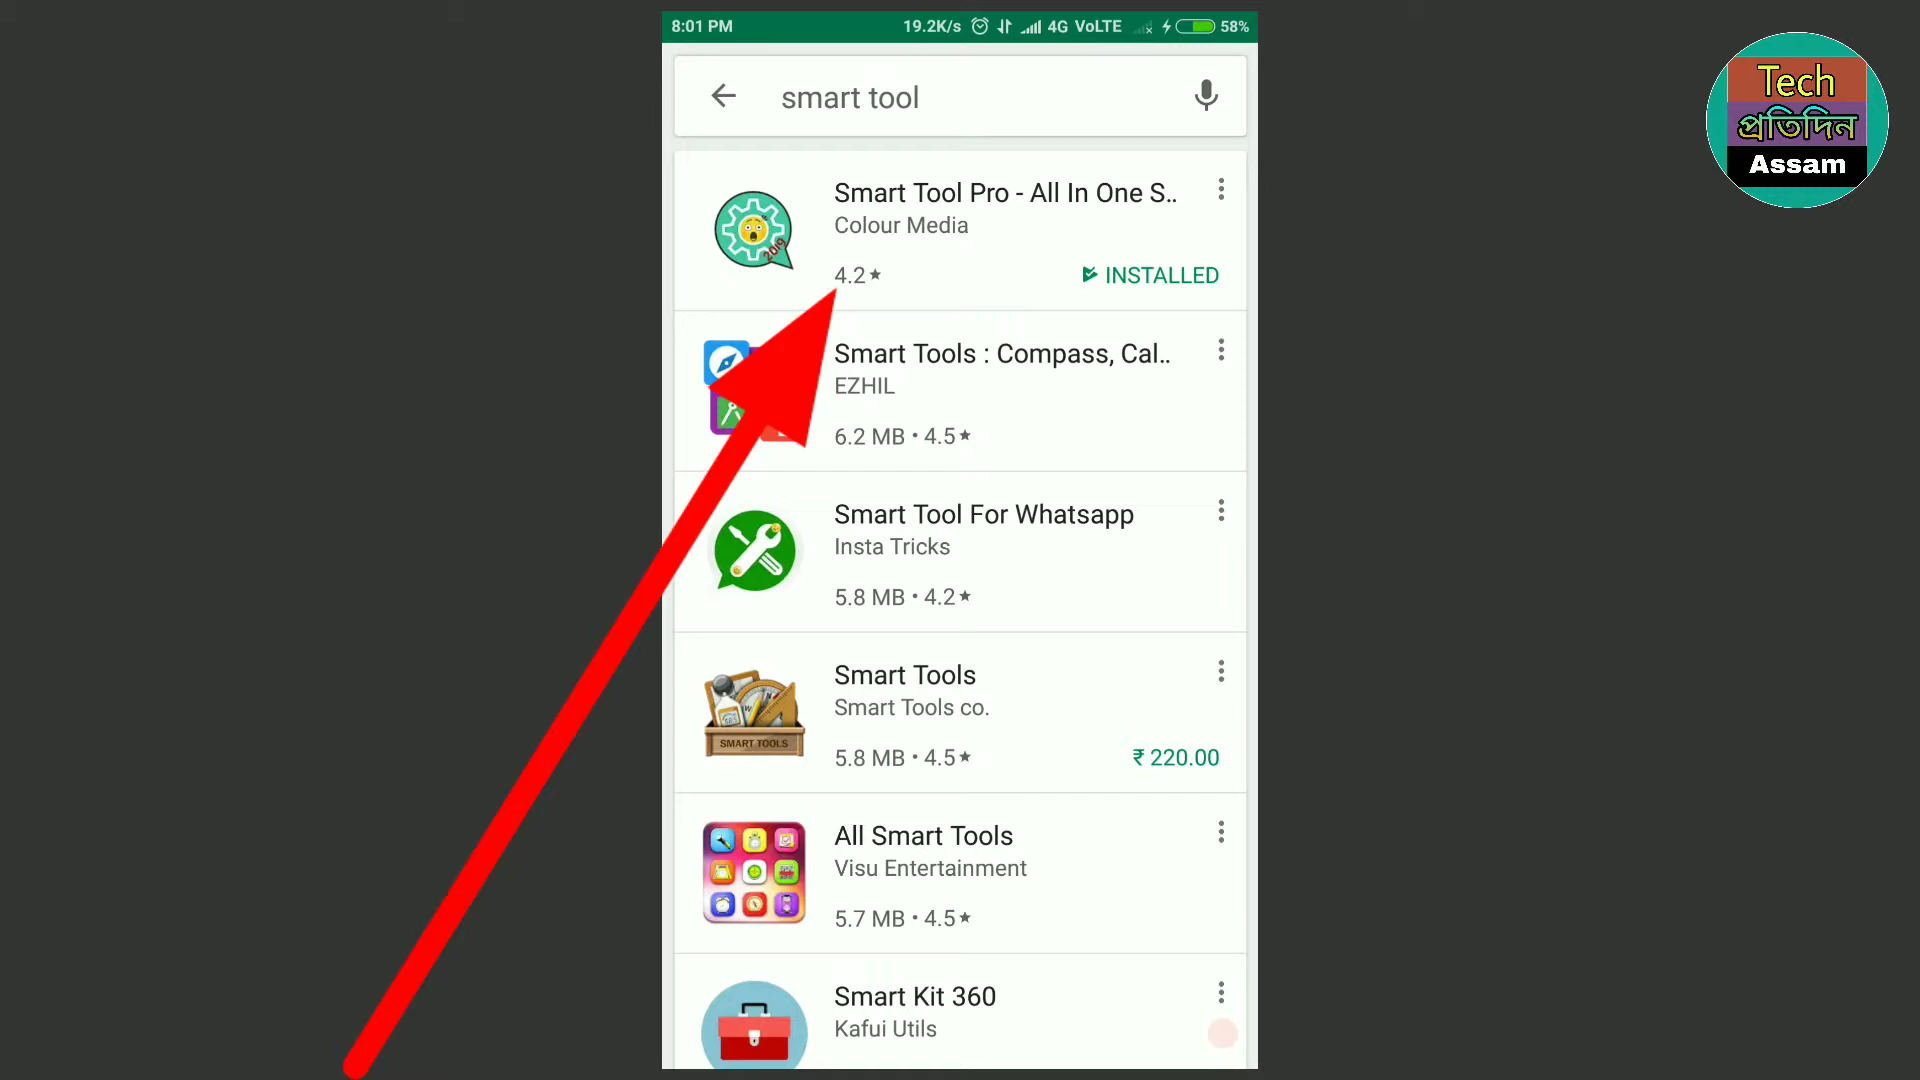 8:01 PM 19.2K/s 4G VoLTE 58%
smart tool
Smart Tool Pro - All In One S..
Colour Media
4.2★
INSTALLED
2019
Smart Tools : Compass, Cal..
EZHIL
6.2 MB • 4.5★
Smart Tool For Whatsapp
Insta Tricks
5.8 MB • 4.2★
Smart Tools
Smart Tools co.
5.8 MB • 4.5★
₹ 220.00
SMART TOOLS
All Smart Tools
Visu Entertainment
5.7 MB • 4.5★
Smart Kit 360
Kafui Utils
Tech
প্রতিদিন
Assam